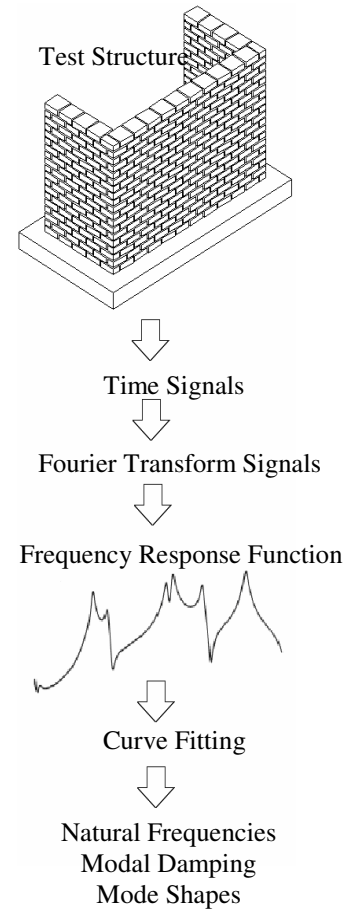 Test Structure
Time Signals
Fourier Transform Signals
Frequency Response Function
Curve Fitting
Natural Frequencies
Modal Damping
Mode Shapes